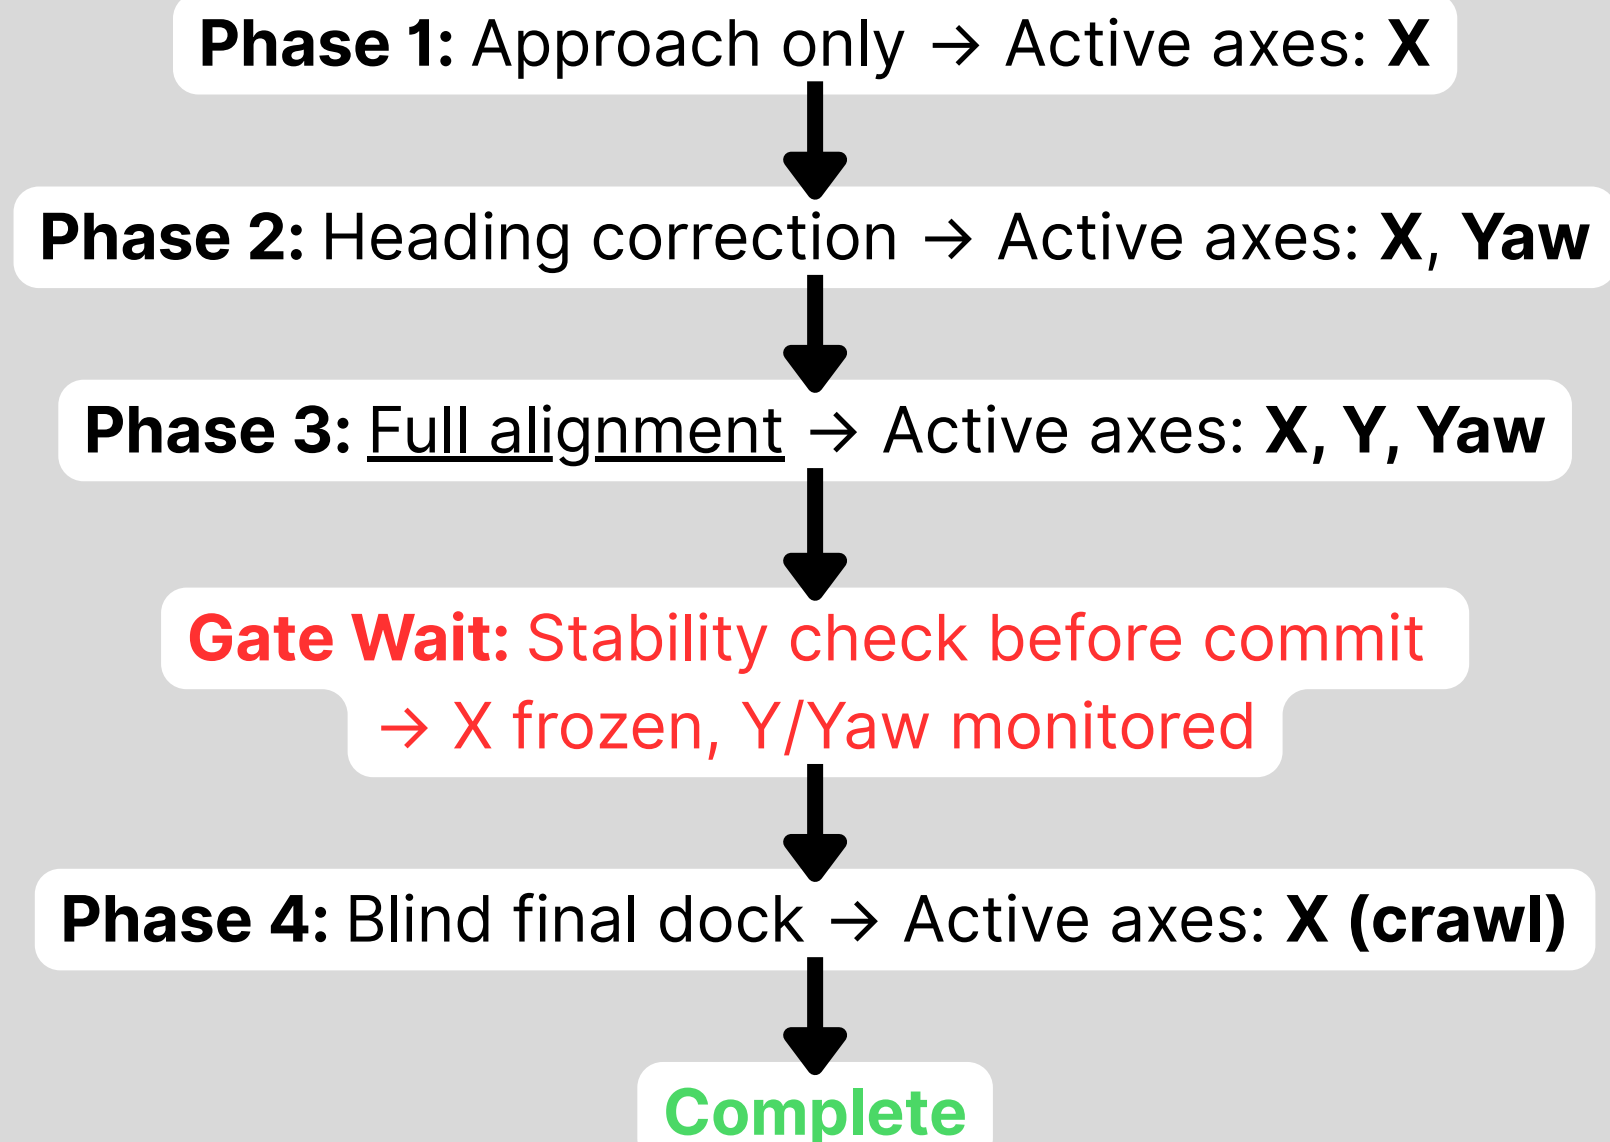 Phase 1: Approach only → Active axes: X
Phase 2: Heading correction → Active axes: X, Yaw
Phase 3: Full alignment → Active axes: X, Y, Yaw
Gate Wait: Stability check before commit
→ X frozen, Y/Yaw monitored
Phase 4: Blind final dock → Active axes: X (crawl)
Complete